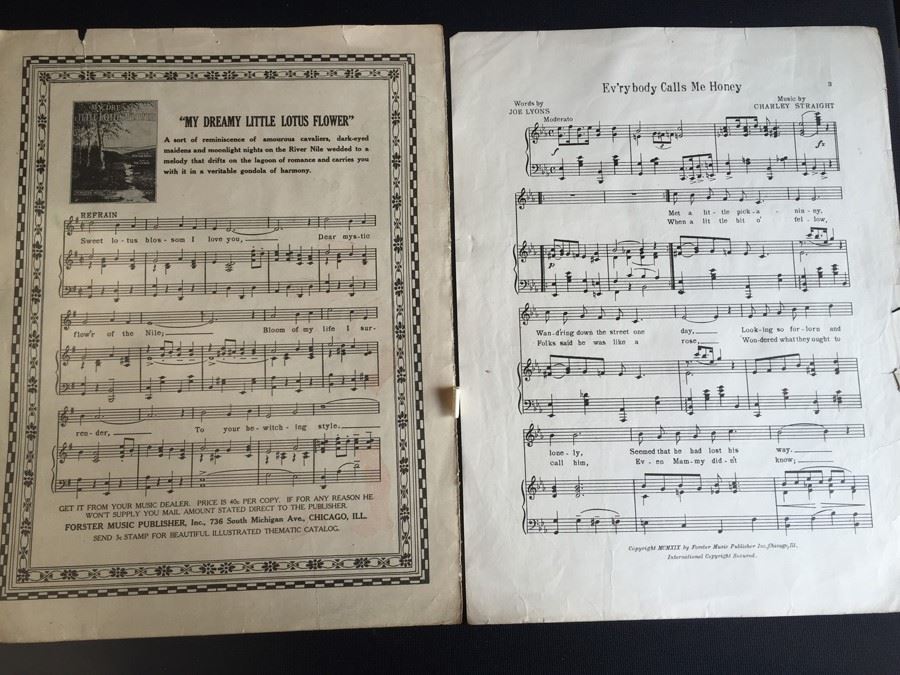 "MY DREAMY LITTLE LOTUS FLOWER"
A sort of reminiscence of amourous cavaliers, dark-eyed
maidens and moonlight nights on the River Nile wedded to a
melody that drifts on the lagoon of romance and carries you
with it in a veritable gondola of harmony.
REFRAIN
Sweet lo-tus blos-som I love you, Dear mys-tic
flow'r of the Nile; Bloom of my life I sur-
ren-der, To your be-witch-ing style.
GET IT FROM YOUR MUSIC DEALER. PRICE IS 40c PER COPY. IF FOR ANY REASON HE
WON'T SUPPLY YOU MAIL AMOUNT STATED DIRECT TO THE PUBLISHER.
FORSTER MUSIC PUBLISHER, Inc., 736 South Michigan Ave., CHICAGO, ILL.
SEND 3c STAMP FOR BEAUTIFUL ILLUSTRATED THEMATIC CATALOG.
3
Ev'rybody Calls Me Honey
Words by
JOE LYONS
Music by
CHARLEY STRAIGHT
Moderato
Met a lit-tle pick-a-nin-ny,
When a lit tle bit o' fel-low,
Wan-d'ring down the street one day, Look-ing so for-lorn and
Folks said he was like a rose, Won-dered what they ought to
lone-ly, Seemed that he had lost his way.
call him, Ev-en Mam-my did-n't know;
Copyright MCMXIX by Forster Music Publisher Inc., Chicago, Ill.
International Copyright Secured.